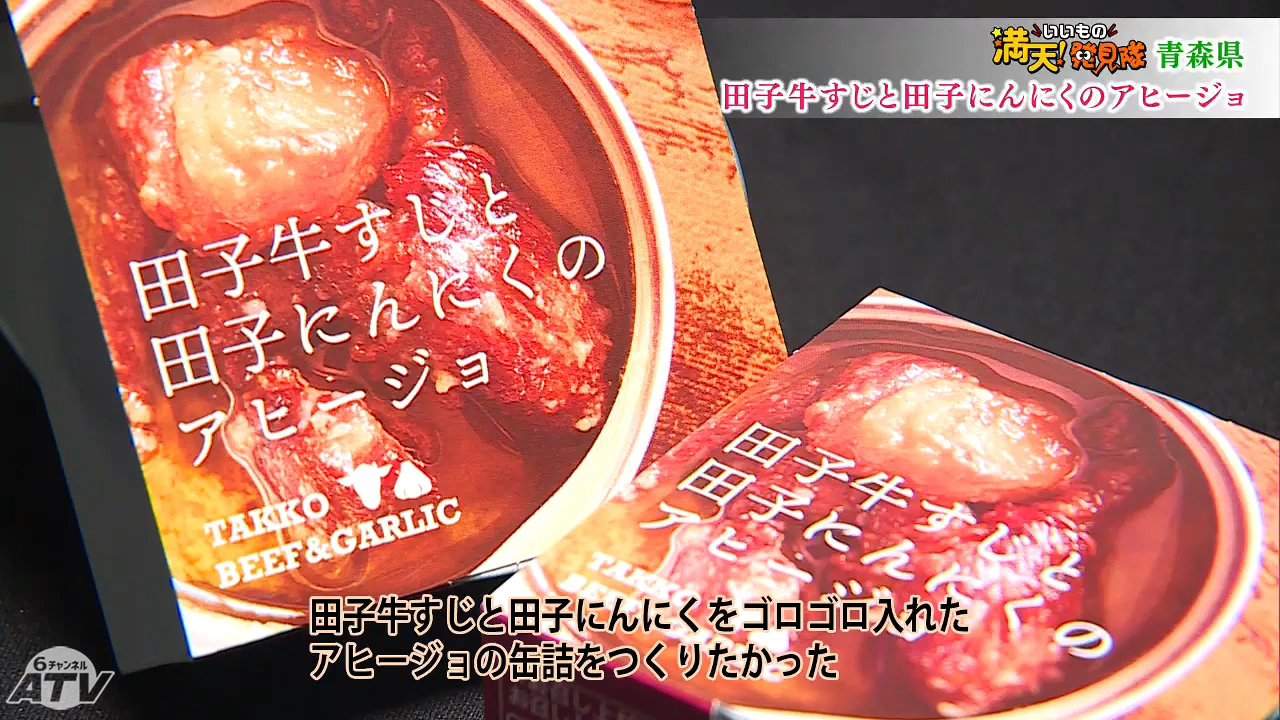 いいもの
満天!発見隊 青森県
田子牛すじと田子にんにくのアヒージョ
田子牛すじと
田子にんにくの
アヒージョ
TAKKO
BEEF&GARLIC
田子牛すじと
田子にんにくの
アヒージ
TAKKO
田子牛すじと田子にんにくをゴロゴロ入れた
アヒージョの缶詰をつくりたかった
6チャンネル
ATV